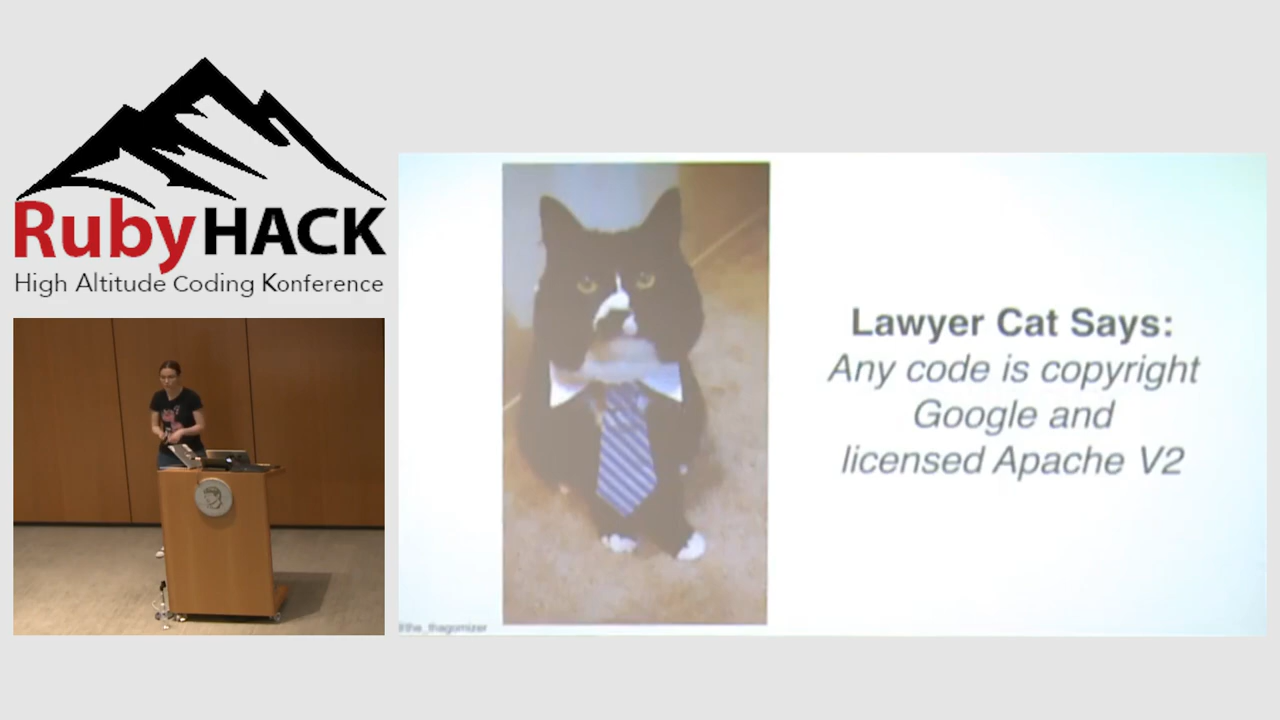 RubyHACK
High Altitude Coding Konference
Lawyer Cat Says:
Any code is copyright
Google and
licensed Apache V2
@the_thagomizer